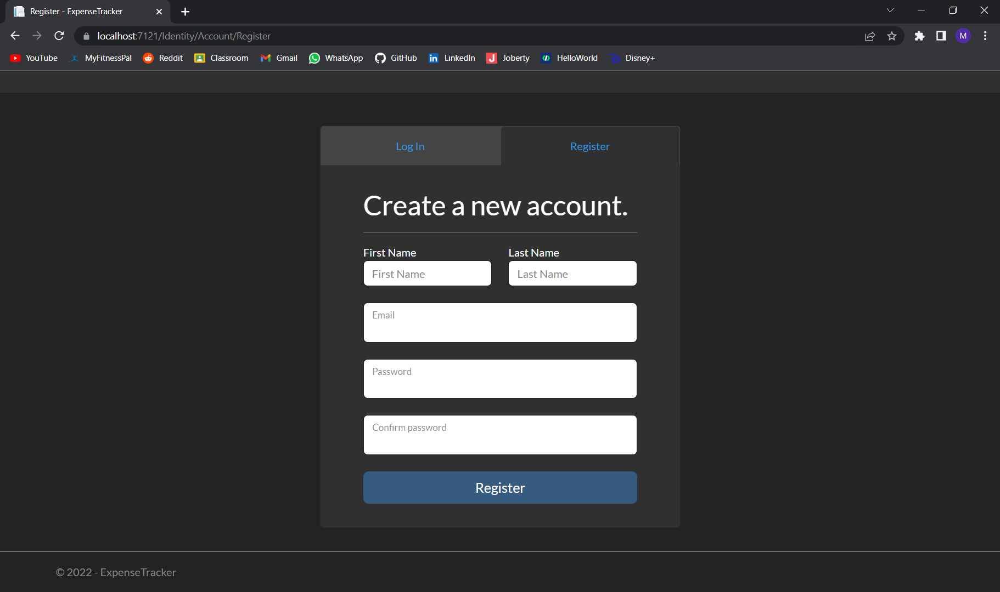 Register - ExpenseTracker
localhost:7121/Identity/Account/Register
M
YouTube MyFitnessPal Reddit Classroom Gmail WhatsApp GitHub LinkedIn Joberty HelloWorld Disney+
Log In Register
Create a new account.
First Name Last Name
First Name Last Name
Email
Password
Confirm password
Register
© 2022 - ExpenseTracker